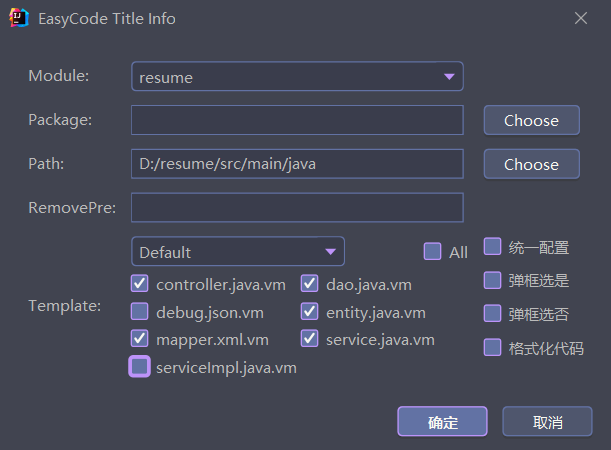 EasyCode Title Info
Module: resume
Package: Choose
Path: D:/resume/src/main/java Choose
RemovePre:
Default All 统一配置
controller.java.vm dao.java.vm 弹框选是
Template: debug.json.vm entity.java.vm 弹框选否
mapper.xml.vm service.java.vm 格式化代码
serviceImpl.java.vm
确定 取消